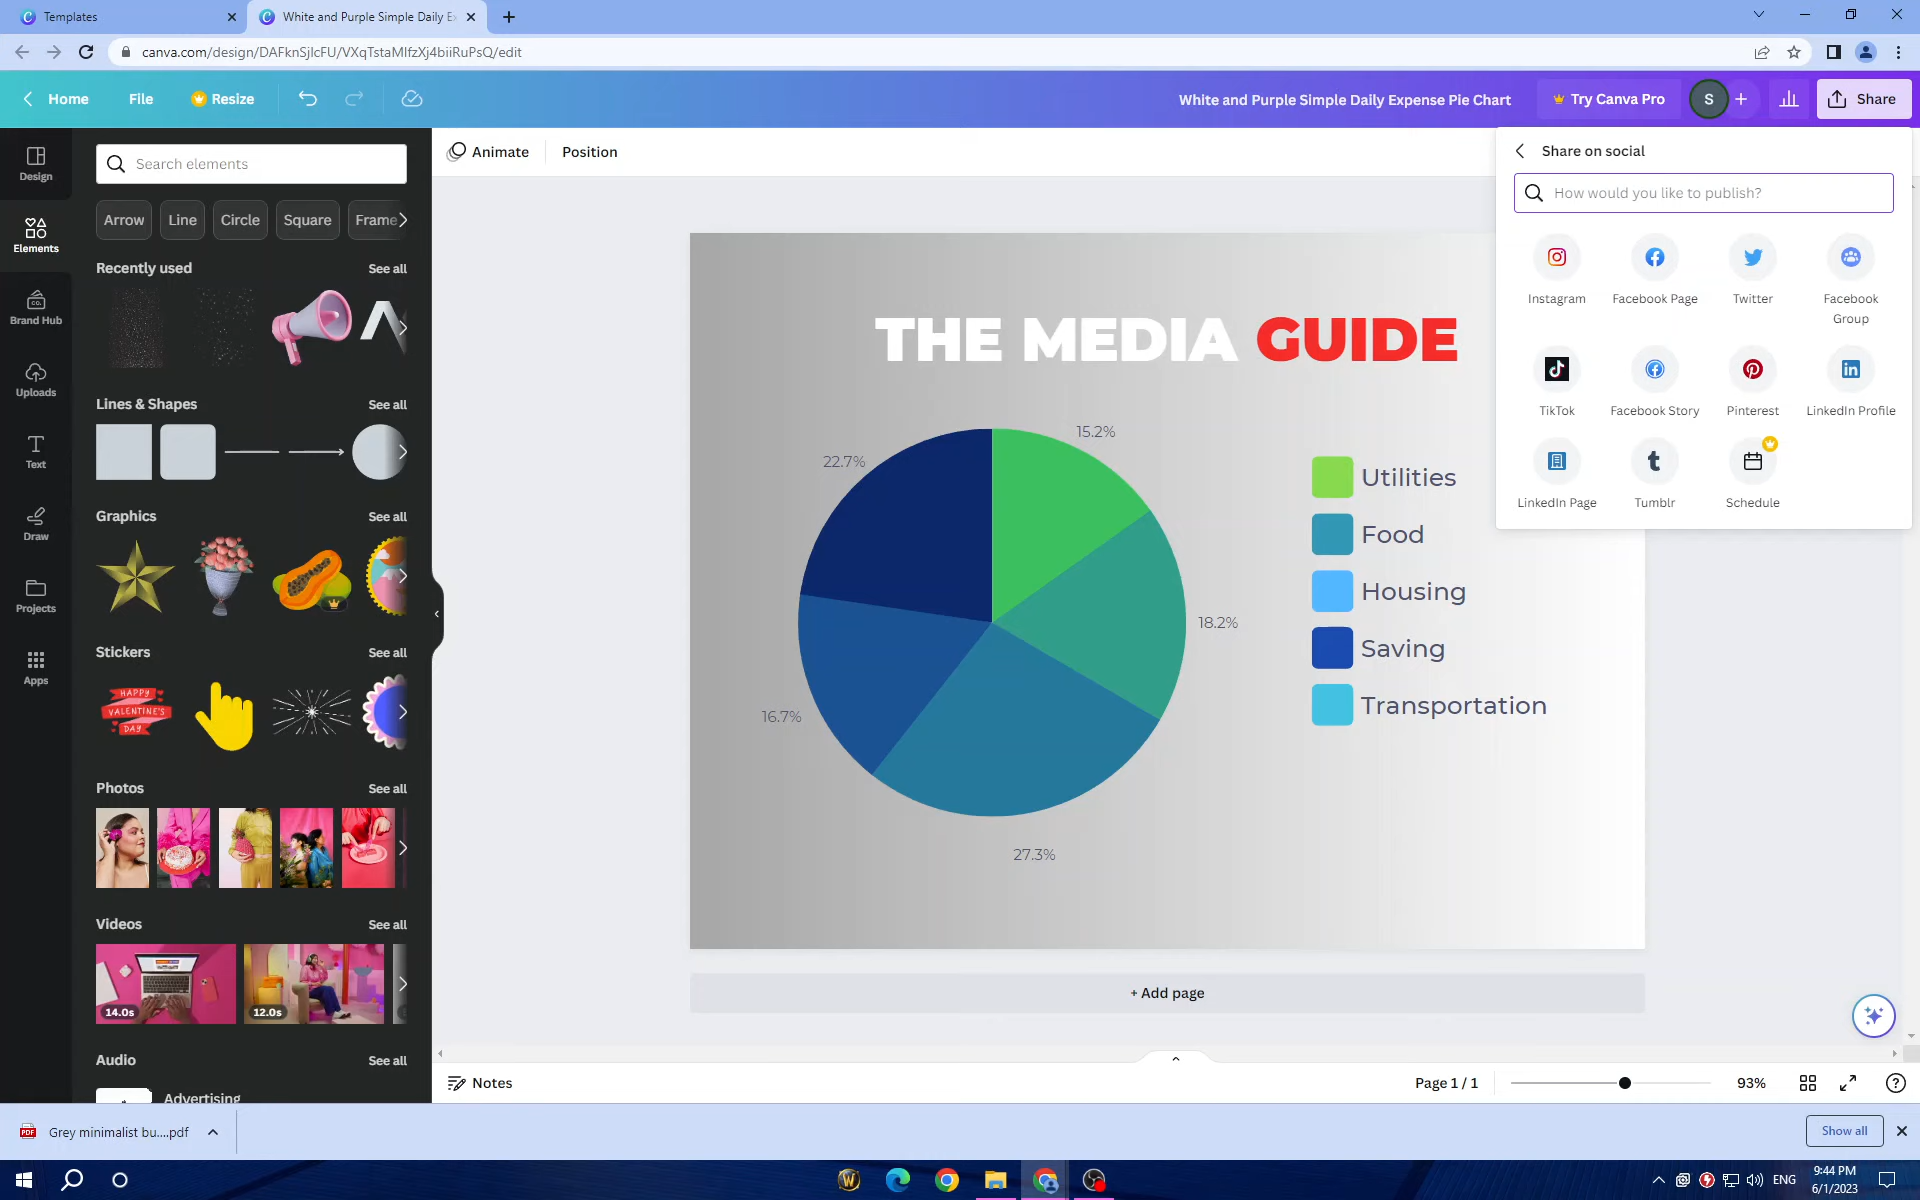 Templates
White and Purple Simple Daily Ex
canva.com/design/DAFknSjlcFU/VXqTstaMIfzXj4biiRuPsQ/edit
Home
File
Resize
White and Purple Simple Daily Expense Pie Chart
Try Canva Pro
S
Share
Design
Elements
Brand Hub
Uploads
Text
Draw
Projects
Apps
Search elements
Arrow
Line
Circle
Square
Frame
Recently used
See all
Lines & Shapes
See all
Graphics
See all
Stickers
See all
HAPPY
VALENTINE'S
DAY
Photos
See all
Videos
See all
14.0s
12.0s
Audio
See all
Advertising
Animate
Position
THE MEDIA GUIDE
15.2%
22.7%
18.2%
16.7%
27.3%
Utilities
Food
Housing
Saving
Transportation
+ Add page
Share on social
How would you like to publish?
Instagram
Facebook Page
Twitter
Facebook
Group
TikTok
Facebook Story
Pinterest
LinkedIn Profile
LinkedIn Page
Tumblr
Schedule
Notes
Page 1 / 1
93%
PDF
Grey minimalist bu....pdf
Show all
ENG
9:44 PM
6/1/2023